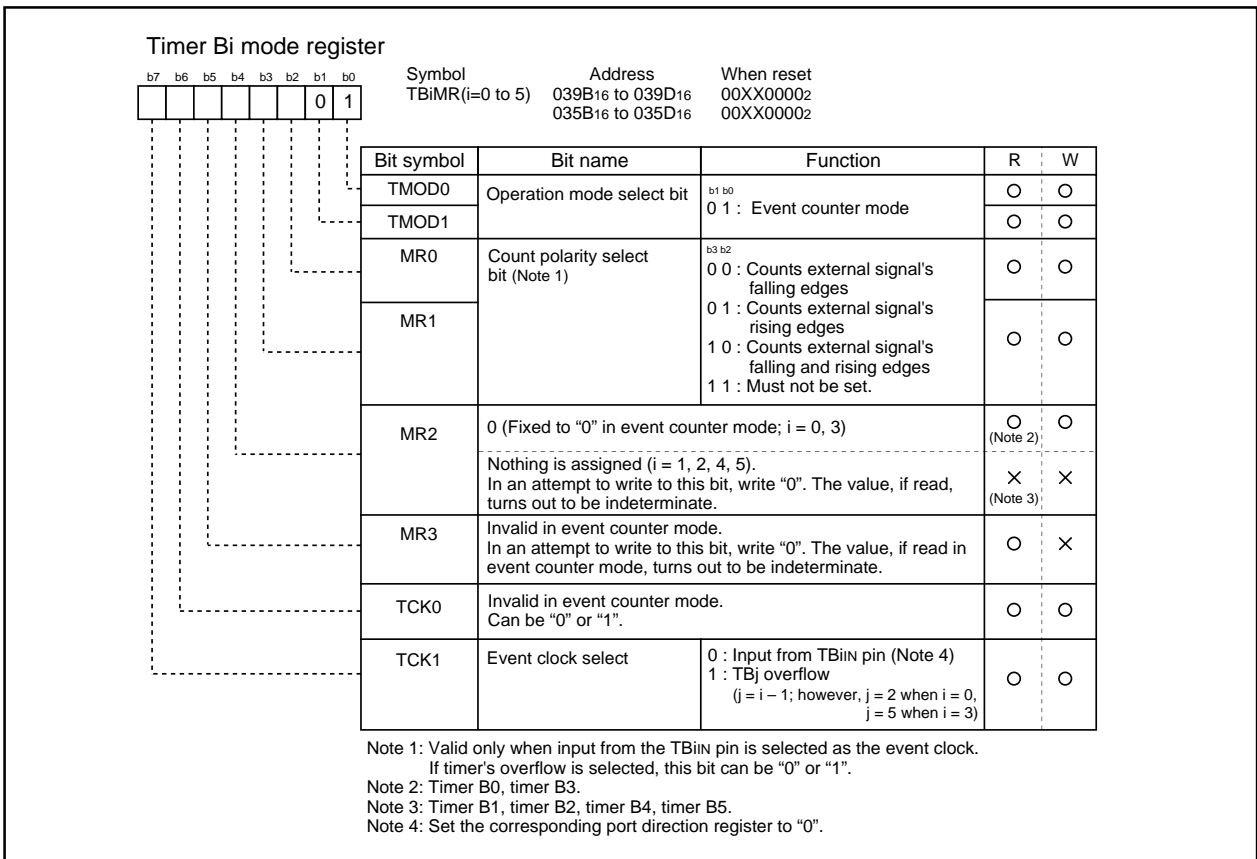 Timer Bi mode register
b7 b6 b5 b4 b3 b2 b1 b0
0 1
Symbol Address When reset
TBiMR(i=0 to 5) 039B16 to 039D16 00XX00002
035B16 to 035D16 00XX00002
Bit symbol Bit name Function R W
TMOD0 Operation mode select bit b1 b0
0 1 : Event counter mode
TMOD1
MR0 Count polarity select
bit (Note 1)
b3 b2
0 0 : Counts external signal's
falling edges
0 1 : Counts external signal's
rising edges
MR1
1 0 : Counts external signal's
falling and rising edges
1 1 : Must not be set.
MR2 0 (Fixed to “0” in event counter mode; i = 0, 3)
(Note 2)
Nothing is assigned (i = 1, 2, 4, 5).
In an attempt to write to this bit, write “0”. The value, if read,
turns out to be indeterminate.
(Note 3)
MR3 Invalid in event counter mode.
In an attempt to write to this bit, write “0”. The value, if read in
event counter mode, turns out to be indeterminate.
TCK0 Invalid in event counter mode.
Can be “0” or “1”.
TCK1 Event clock select 0 : Input from TBiIN pin (Note 4)
1 : TBj overflow
(j = i – 1; however, j = 2 when i = 0,
j = 5 when i = 3)
Note 1: Valid only when input from the TBiIN pin is selected as the event clock.
If timer's overflow is selected, this bit can be “0” or “1”.
Note 2: Timer B0, timer B3.
Note 3: Timer B1, timer B2, timer B4, timer B5.
Note 4: Set the corresponding port direction register to “0”.